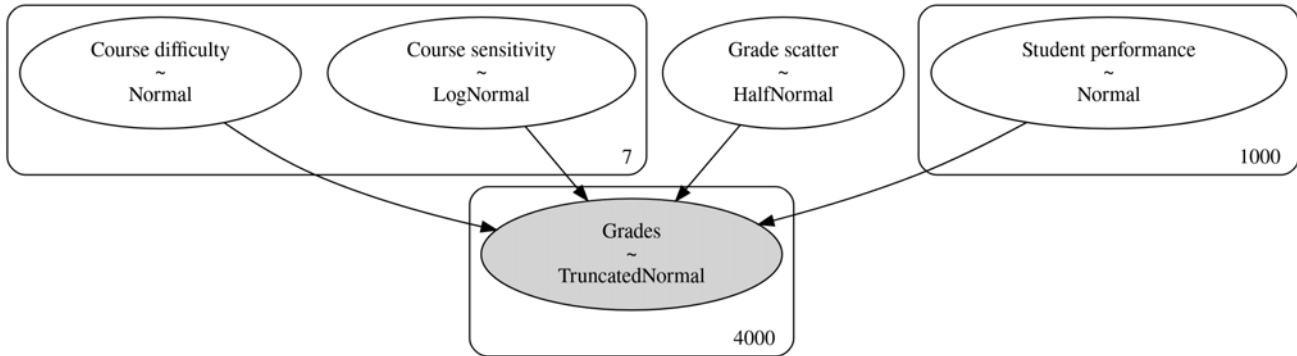 Course difficulty
~
Normal
Course sensitivity
~
LogNormal
Grade scatter
~
HalfNormal
Student performance
~
Normal
7
1000
Grades
~
TruncatedNormal
4000